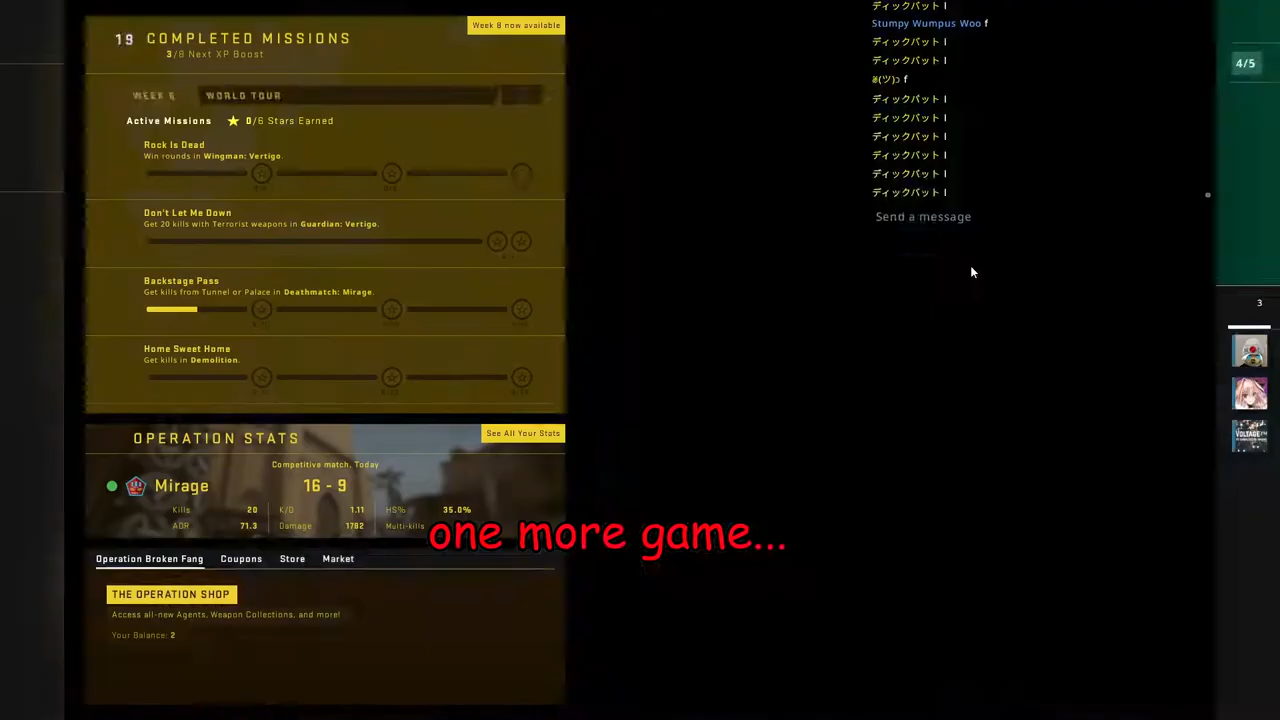 Week 8 now available
19 COMPLETED MISSIONS
3/8 Next XP Boost
WEEK 6 WORLD TOUR
Active Missions ★ 0/6 Stars Earned
Rock Is Dead
Win rounds in Wingman: Vertigo.
Don't Let Me Down
Get 20 kills with Terrorist weapons in Guardian: Vertigo.
Backstage Pass
Get kills from Tunnel or Palace in Deathmatch: Mirage.
Home Sweet Home
Get kills in Demolition.
OPERATION STATS
See All Your Stats
Competitive match, Today
Mirage 16 - 9
Kills 20 K/D 1.11 HS% 35.0%
ADR 71.3 Damage 1782 Multi-kills
one more game...
Operation Broken Fang Coupons Store Market
THE OPERATION SHOP
Access all-new Agents, Weapon Collections, and more!
Your Balance: 2
ディックバット l
Stumpy Wumpus Woo f
ディックバット l
ディックバット l
(ツ) f
ディックバット l
ディックバット l
ディックバット l
ディックバット l
ディックバット l
ディックバット l
Send a message
4/5
3
VOLTAGE